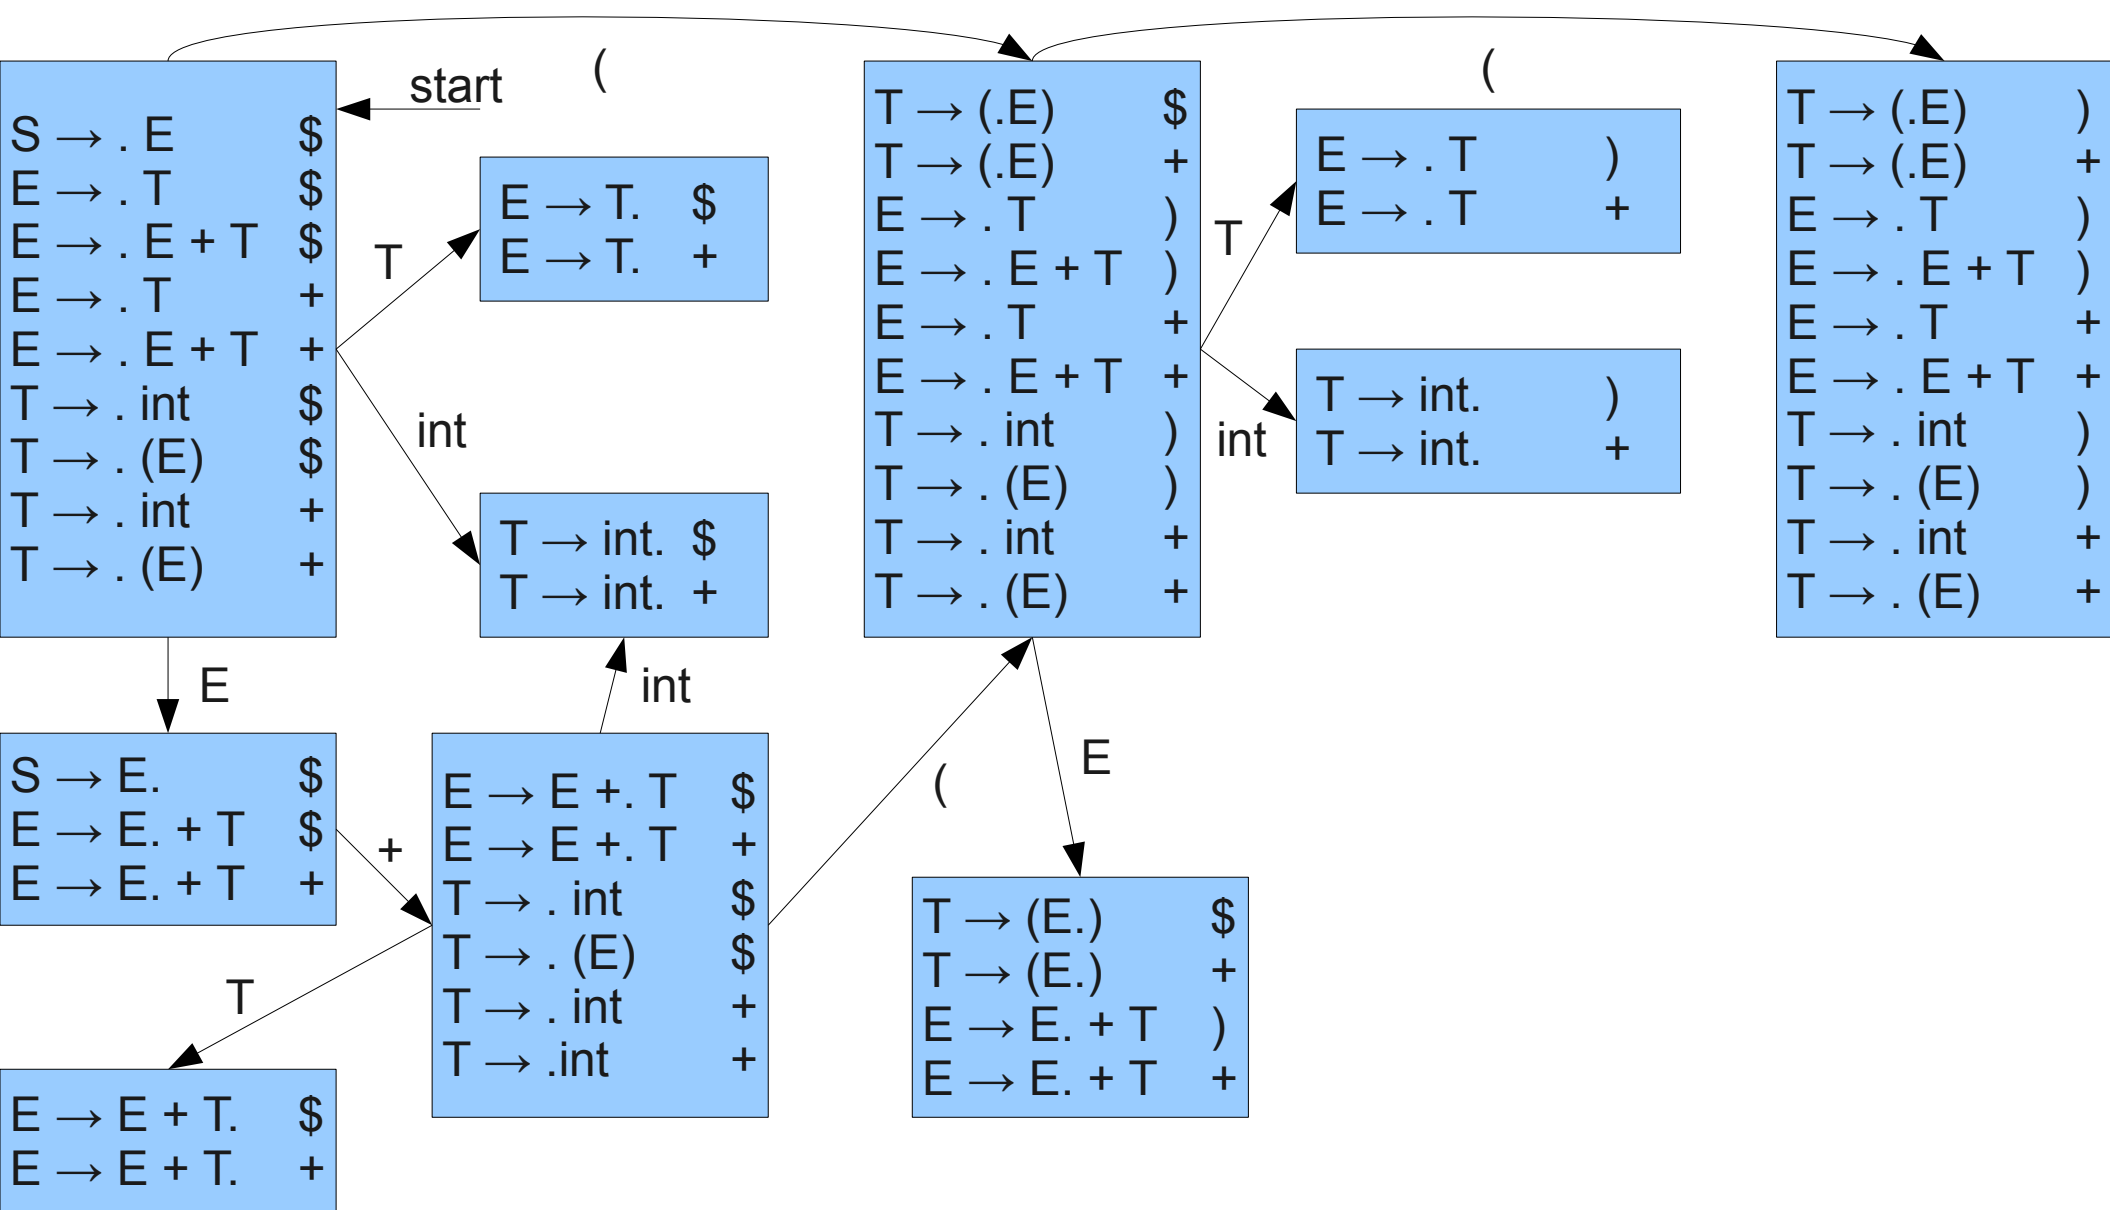 (
(
start
S → . E $
E → . T $
E → . E + T $
E → . T +
E → . E + T +
T → . int $
T → . (E) $
T → . int +
T → . (E) +
T
E → T. $
E → T. +
int
T → int. $
T → int. +
T → (.E) $
T → (.E) +
E → . T )
E → . E + T )
E → . T +
E → . E + T +
T → . int )
T → . (E) )
T → . int +
T → . (E) +
T
E → . T )
E → . T +
int
T → int. )
T → int. +
T → (.E) )
T → (.E) +
E → . T )
E → . E + T )
E → . T +
E → . E + T +
T → . int )
T → . (E) )
T → . int +
T → . (E) +
E
int
S → E. $
E → E. + T $
E → E. + T +
+
E → E +. T $
E → E +. T +
T → . int $
T → . (E) $
T → . int +
T → .int +
(
E
T → (E.) $
T → (E.) +
E → E. + T )
E → E. + T +
T
E → E + T. $
E → E + T. +